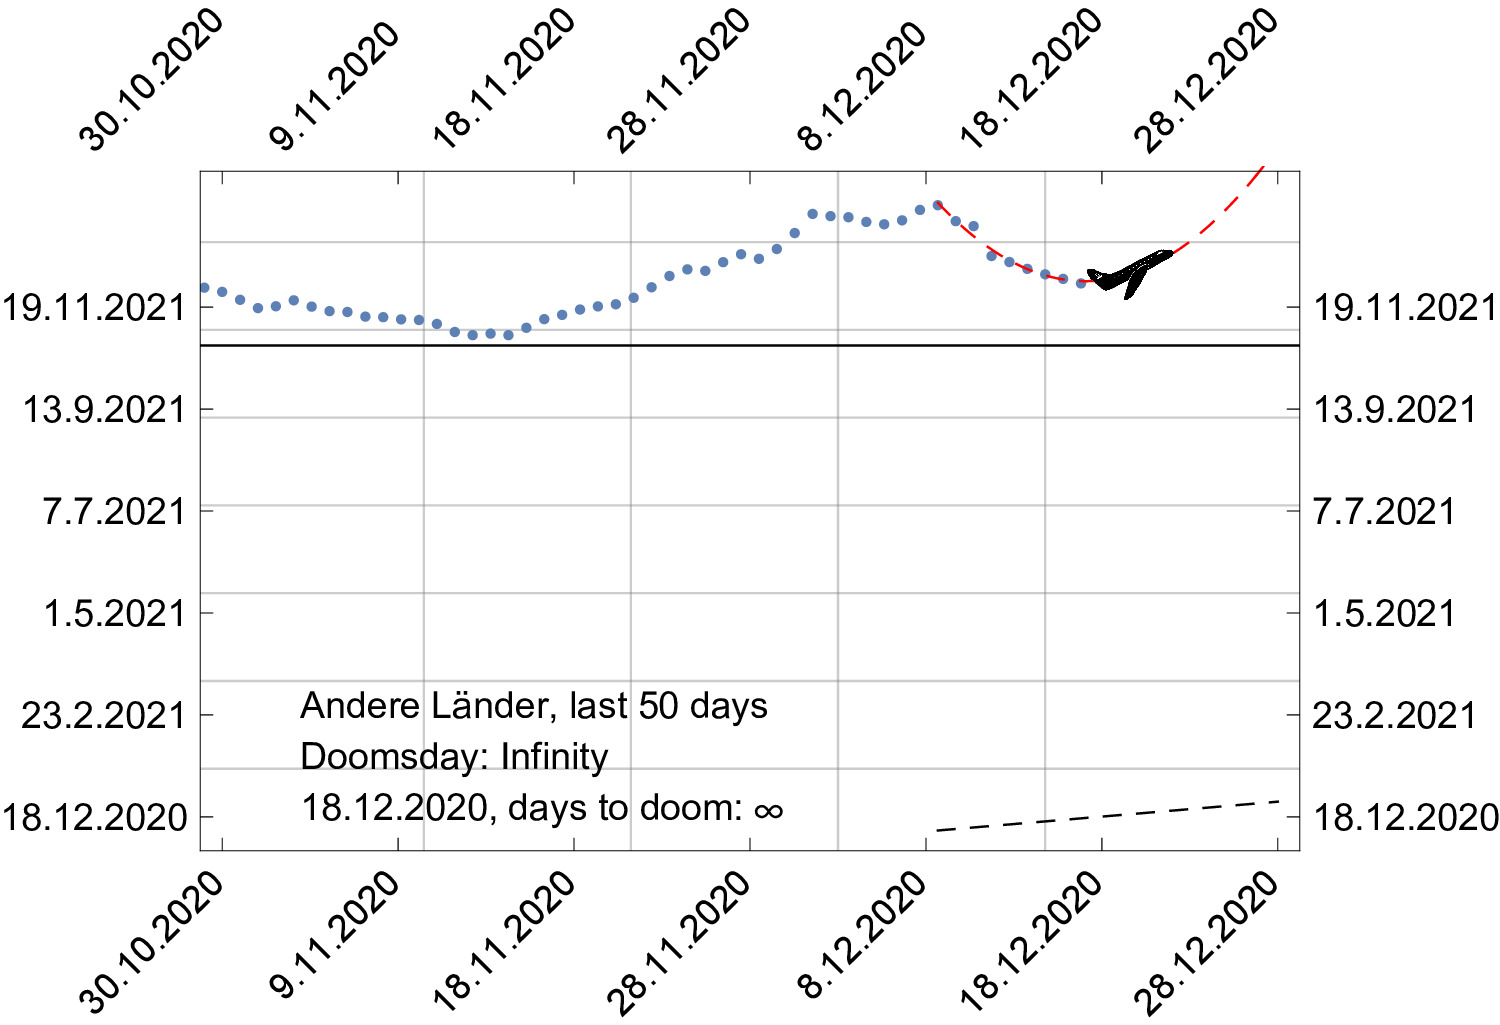 30.10.2020 9.11.2020 18.11.2020 28.11.2020 8.12.2020 18.12.2020 28.12.2020
19.11.2021 19.11.2021
13.9.2021 13.9.2021
7.7.2021 7.7.2021
1.5.2021 1.5.2021
23.2.2021 23.2.2021
Andere Länder, last 50 days
Doomsday: Infinity
18.12.2020, days to doom: ∞
18.12.2020 18.12.2020
30.10.2020 9.11.2020 18.11.2020 28.11.2020 8.12.2020 18.12.2020 28.12.2020